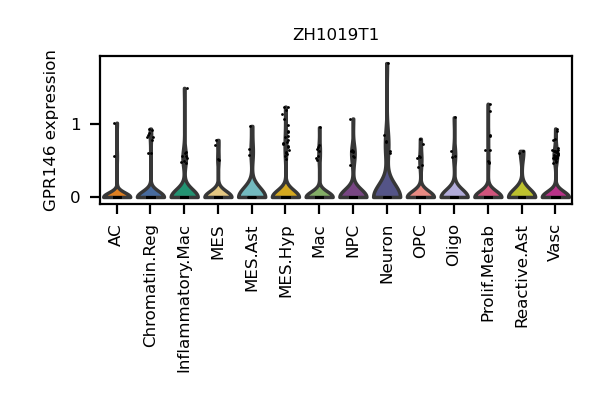 ZH1019T1
GPR146 expression
1
0
AC
Chromatin.Reg
Inflammatory.Mac
MES
MES.Ast
MES.Hyp
Mac
NPC
Neuron
OPC
Oligo
Prolif.Metab
Reactive.Ast
Vasc